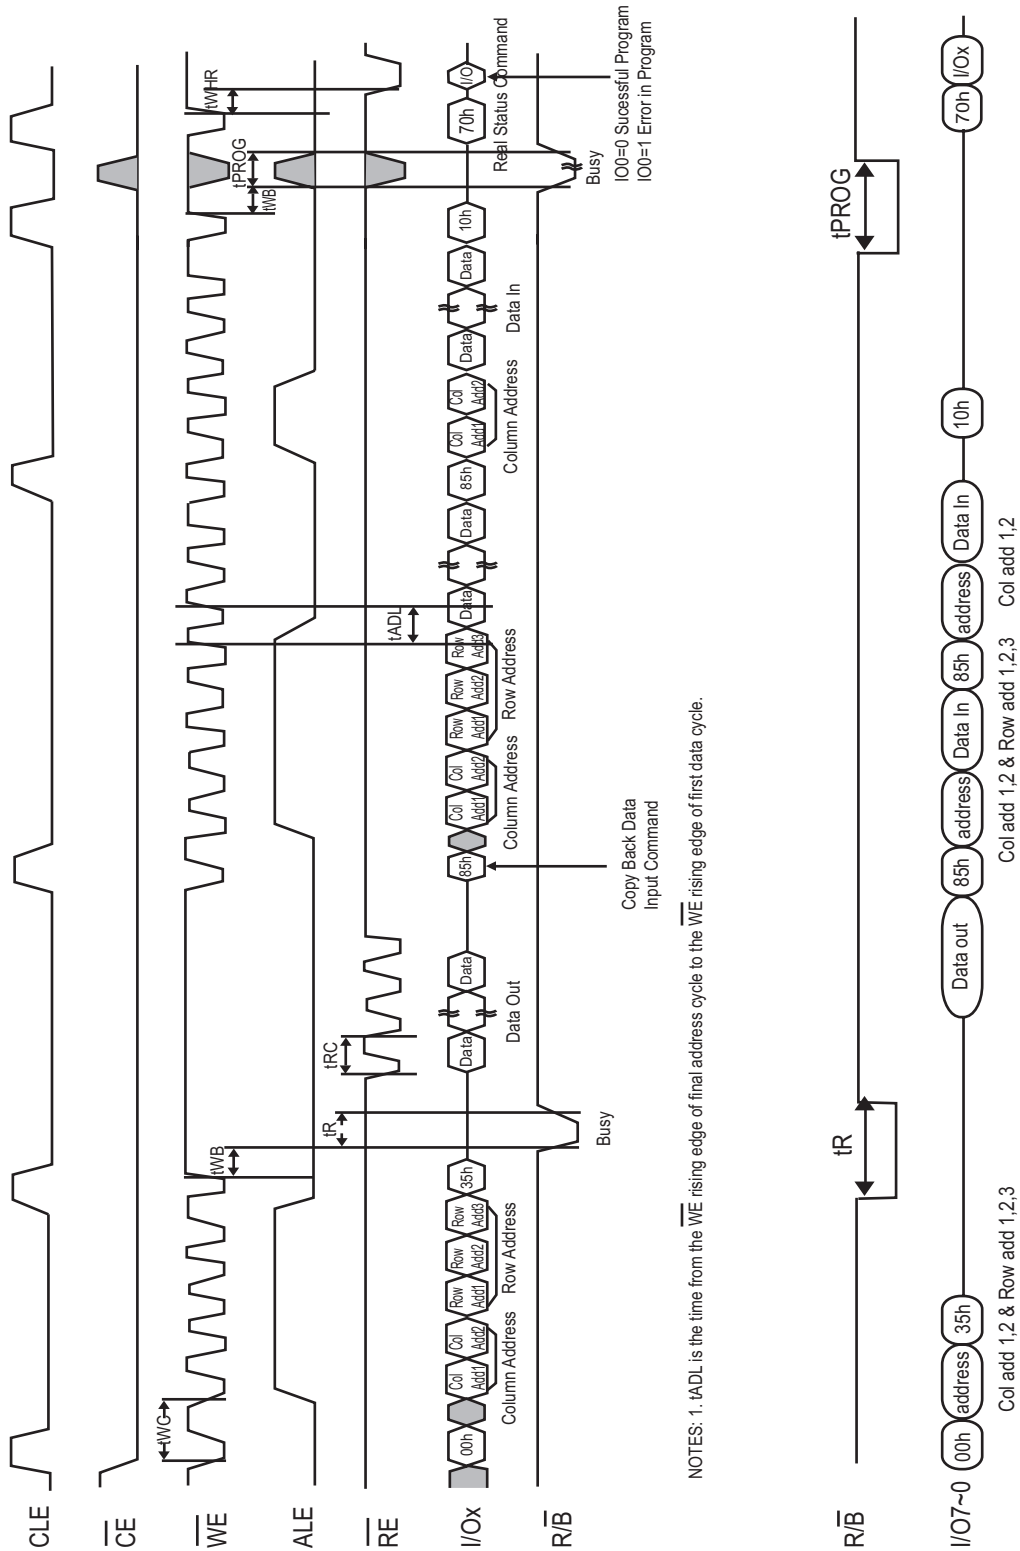 CLE
CE
WE
tWC
tWB
tWB
tPROG
tWHR
ALE
RE
tR
tRC
tADL
I/Ox
00h
Col Add1
Col Add2
Row Add1
Row Add2
Row Add3
35h
Data
Data
85h
Col Add1
Col Add2
Row Add1
Row Add2
Row Add3
Data
Data
85h
Col Add1
Col Add2
Data
Data
10h
70h
I/O
Column Address
Row Address
Data Out
Column Address
Row Address
Column Address
Data In
Real Status Command
R/B
Busy
Busy
Copy Back Data
Input Command
IO0=0 Sucessful Program
IO0=1 Error in Program
NOTES: 1. tADL is the time from the WE rising edge of final address cycle to the WE rising edge of first data cycle.
R/B
tR
tPROG
I/O7~0
00h
address
35h
Data out
85h
address
Data In
85h
address
Data In
10h
70h
I/Ox
Col add 1,2 & Row add 1,2,3
Col add 1,2 & Row add 1,2,3
Col add 1,2